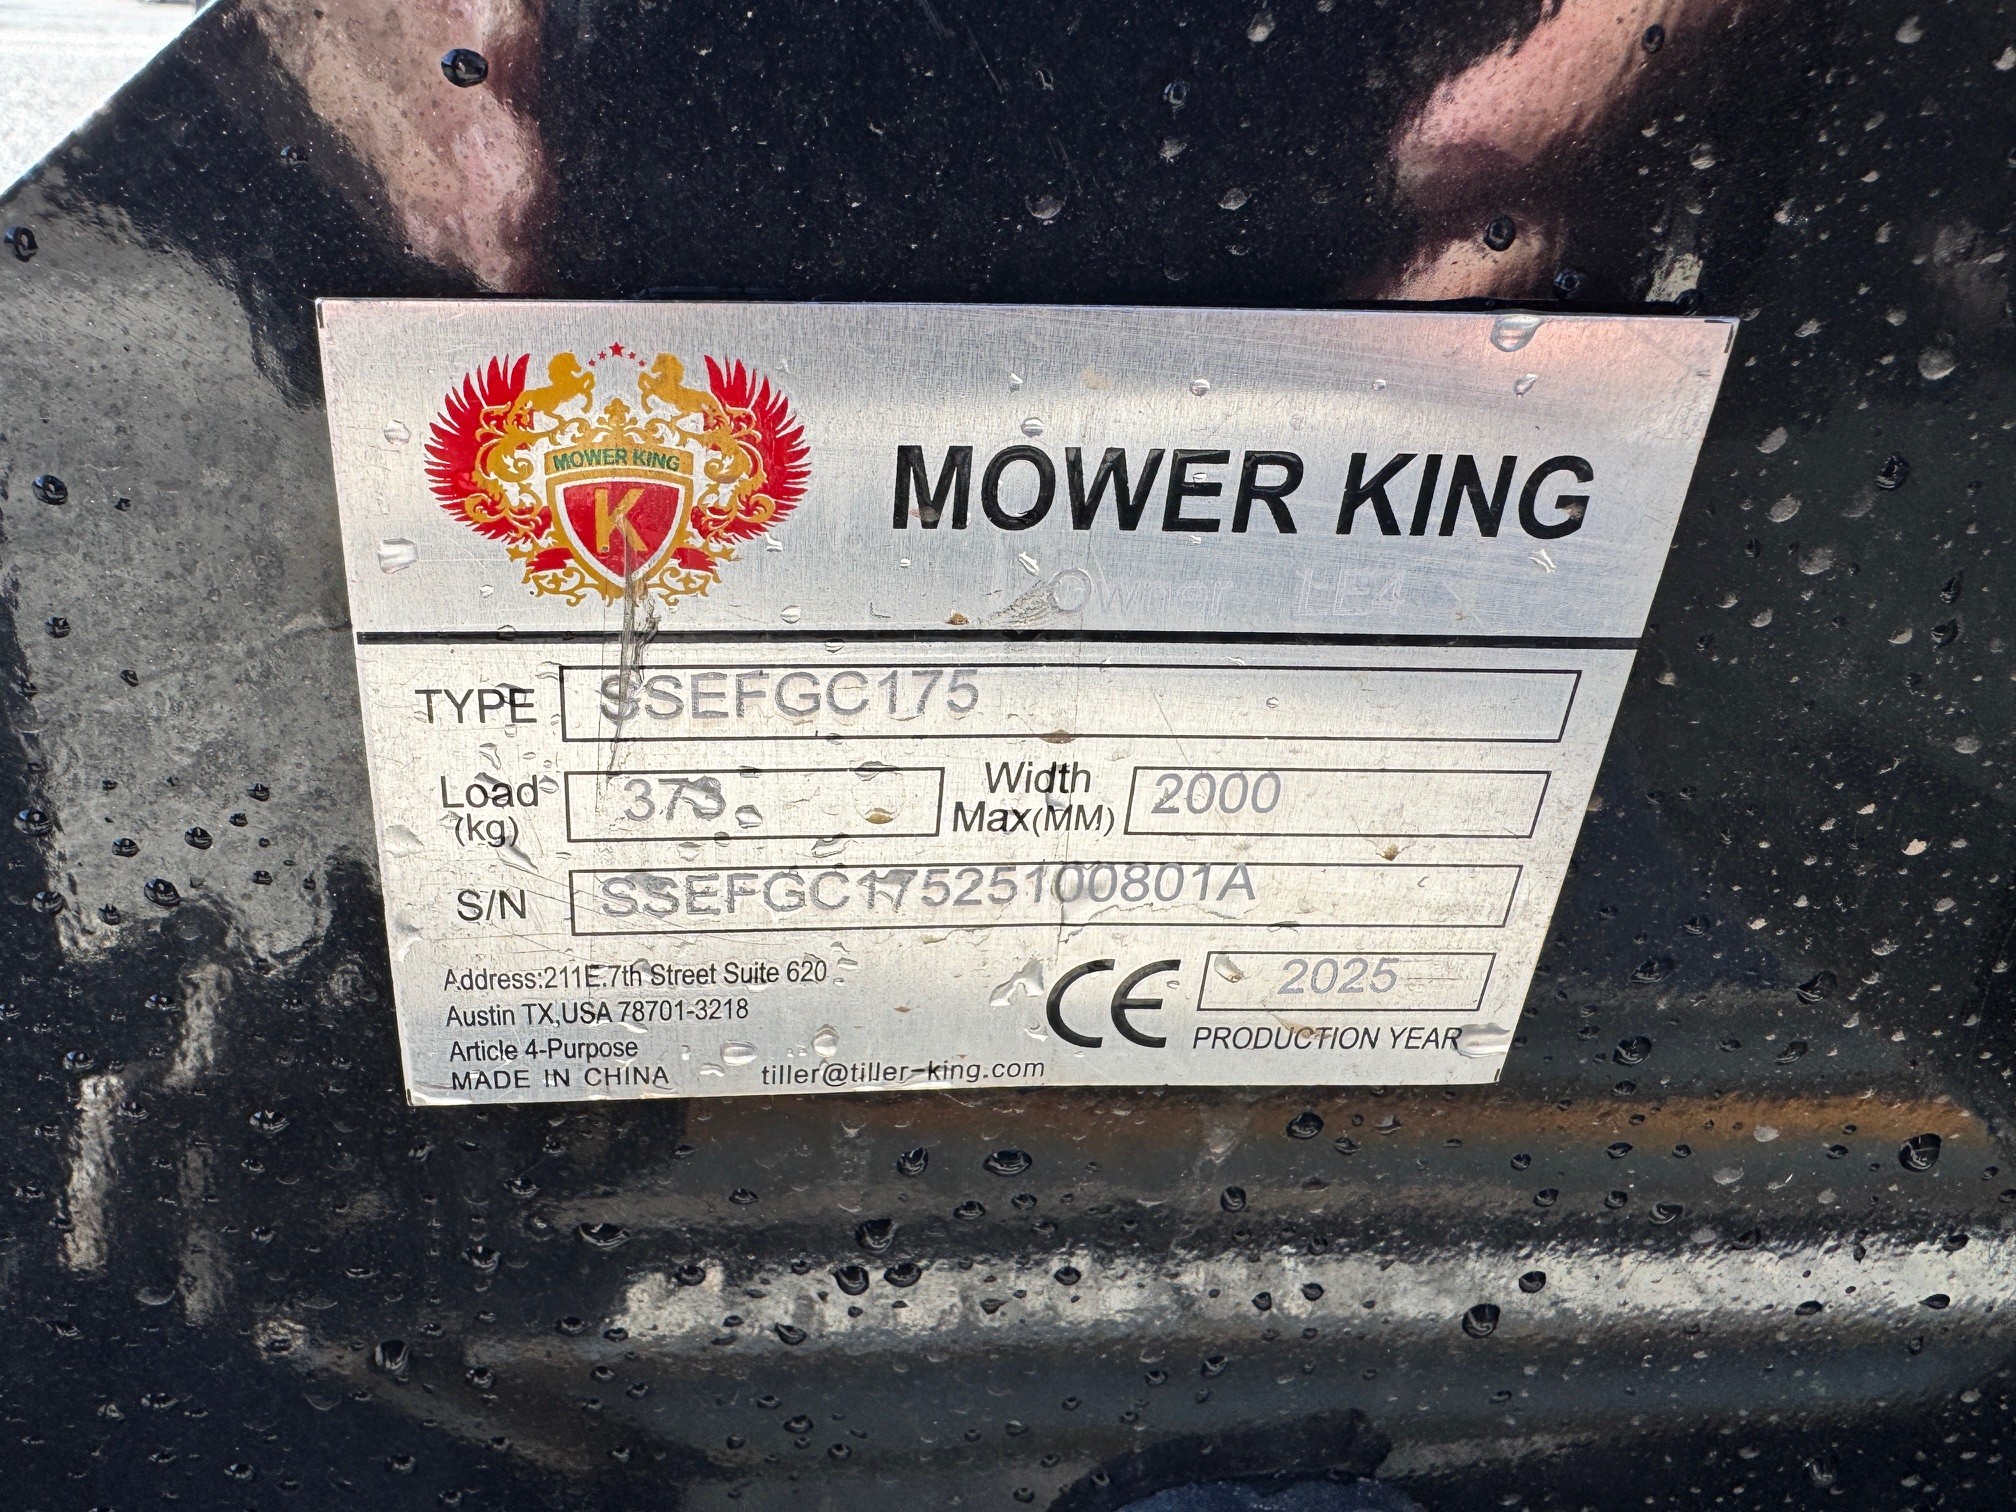 MOWER KING
K
MOWER KING
TYPE SSEFGC175
Load (kg) 373 Width Max(MM) 2000
S/N SSEFGC17525100801A
Address:211E.7th Street Suite 620
Austin TX,USA 78701-3218
Article 4-Purpose
MADE IN CHINA
tiller@tiller-king.com
CE
2025
PRODUCTION YEAR